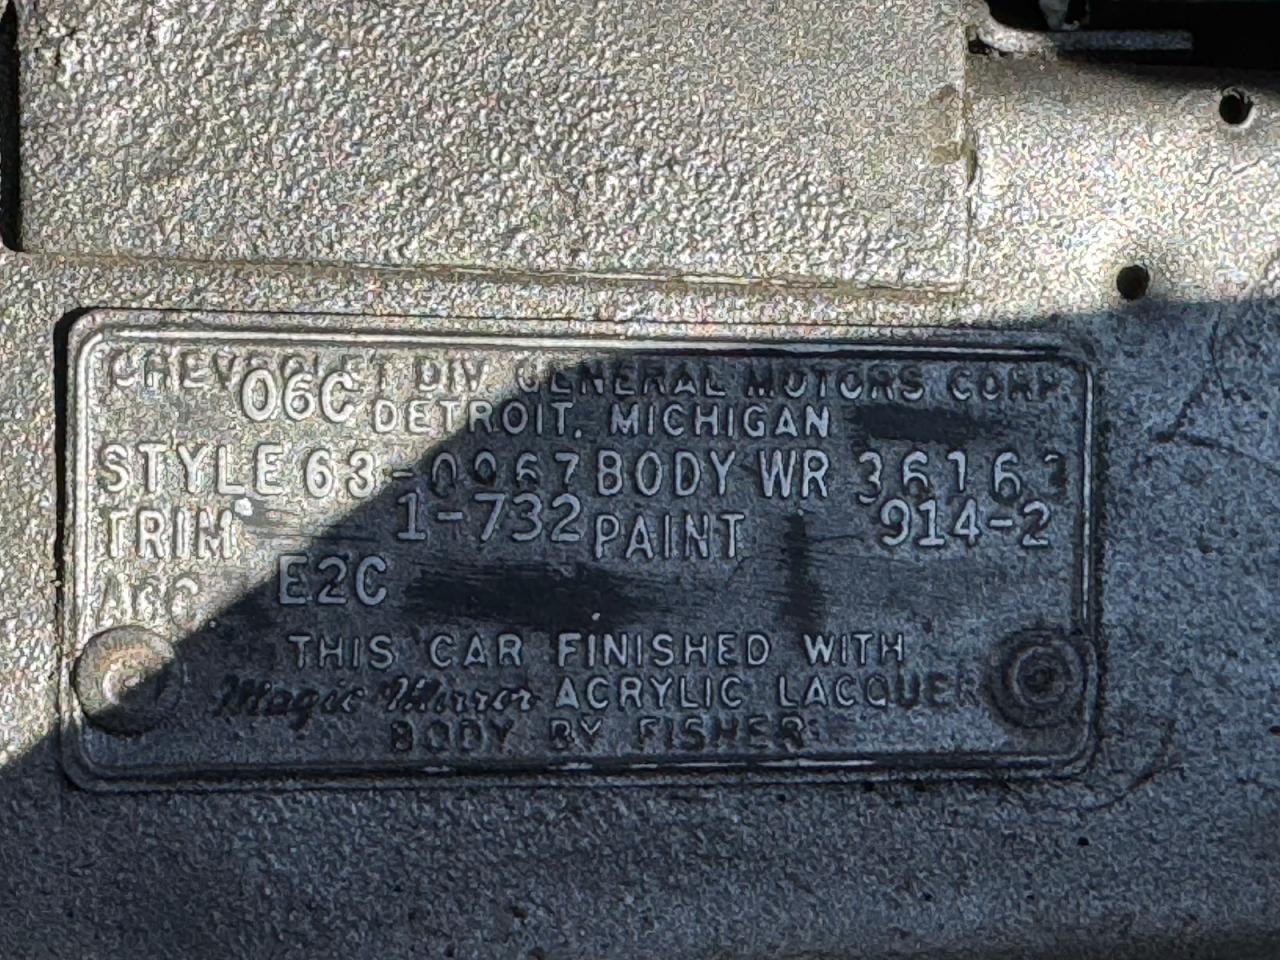 CHEVROLET DIV. GENERAL MOTORS CORP
06C DETROIT, MICHIGAN
STYLE 63-0967 BODY WR
TRIM 1-732 PAINT 914-2
ACC E2C
THIS CAR FINISHED WITH
Magic Mirror ACRYLIC LACQUER
BODY BY FISHER